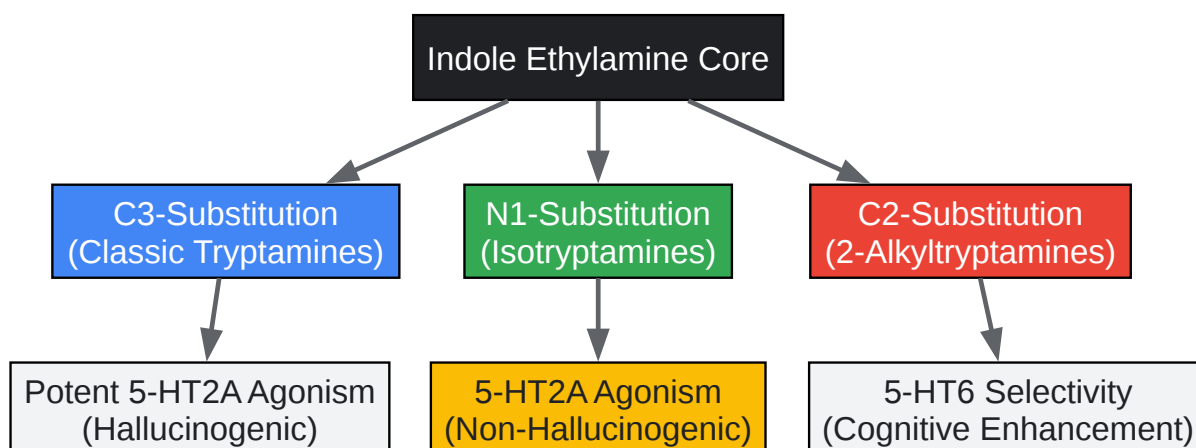 Indole Ethylamine Core
C3-Substitution
(Classic Tryptamines)
N1-Substitution
(Isotryptamines)
C2-Substitution
(2-Alkyltryptamines)
Potent 5-HT2A Agonism
(Hallucinogenic)
5-HT2A Agonism
(Non-Hallucinogenic)
5-HT6 Selectivity
(Cognitive Enhancement)